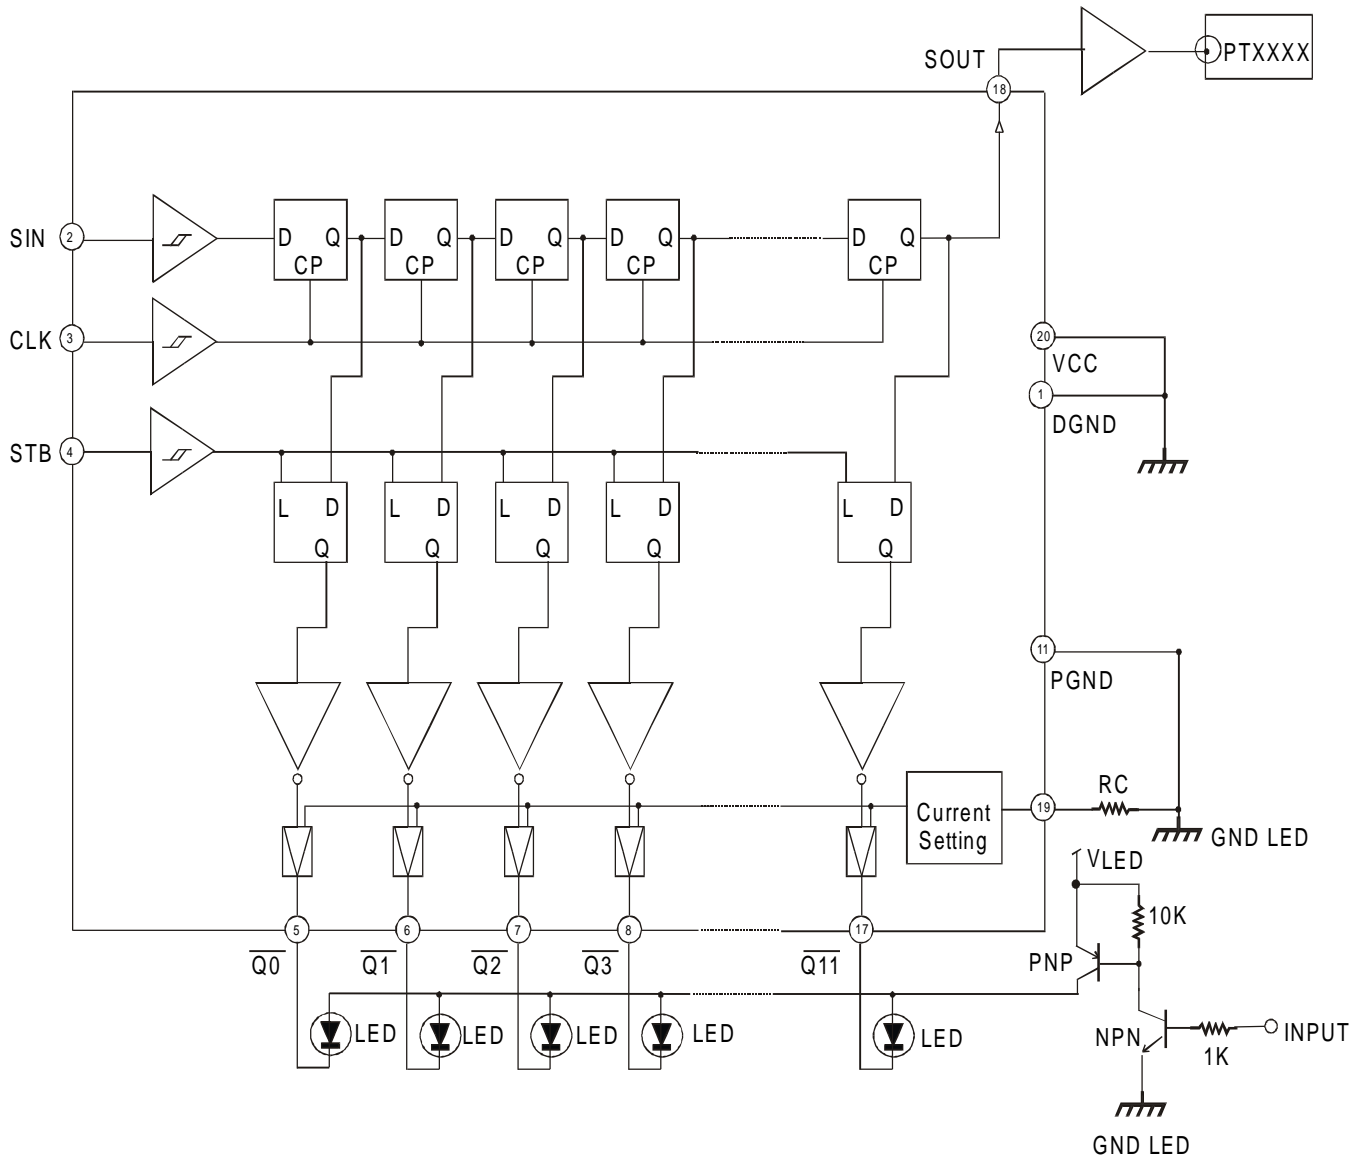 SOUT
18
PTXXXX
SIN
2
D Q
CP
D Q
CP
D Q
CP
D Q
CP
D Q
CP
CLK
3
20
VCC
1
DGND
STB
4
L D
Q
L D
Q
L D
Q
L D
Q
L D
Q
11
PGND
Current
Setting
19
RC
GND LED
VLED
10K
PNP
NPN
1K
INPUT
GND LED
5
6
7
8
17
Q0
Q1
Q2
Q3
Q11
LED
LED
LED
LED
LED